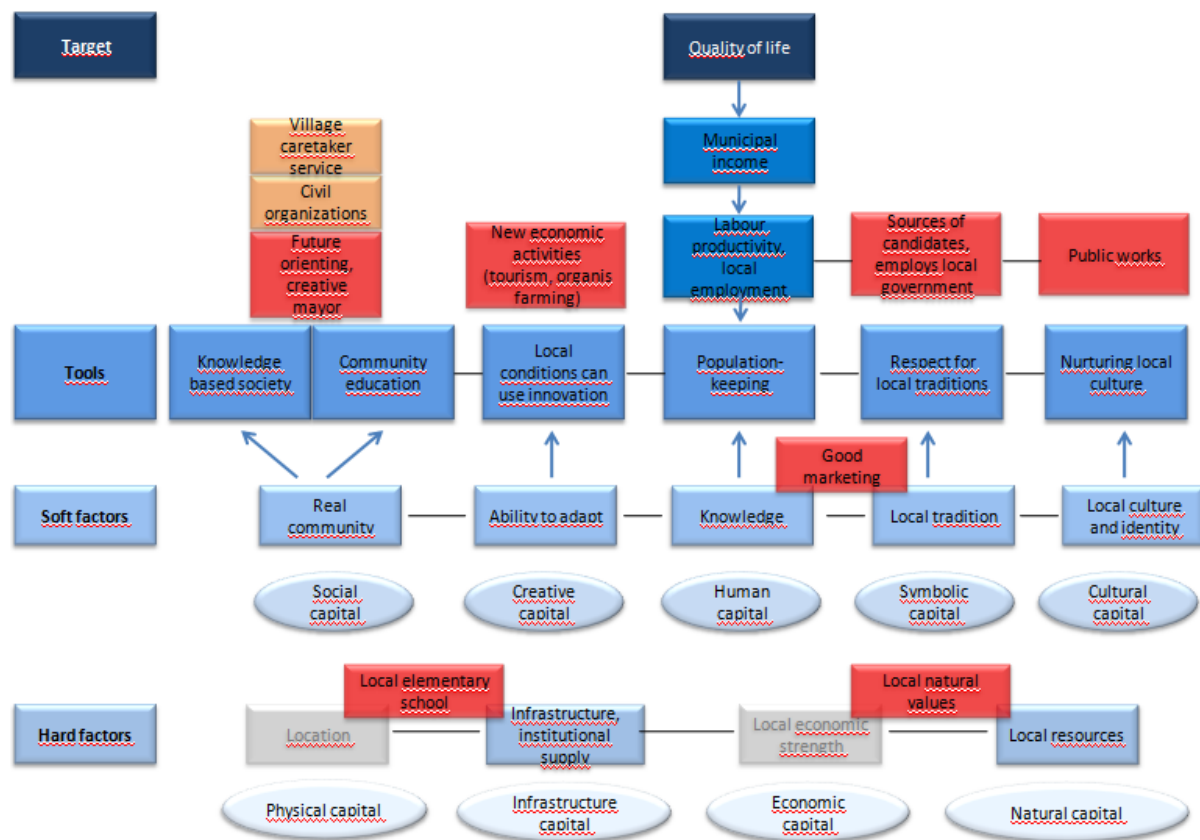 Target
Quality of life
Village
caretaker
service
Municipal
income
Civil
organizations
Future
orienting,
creative
mayor
New economic
activities
(tourism, organis
farming)
Labour
productivity,
local
employment
Sources of
candidates,
employs local
government
Public works
Tools
Knowledge
based society
Community
education
Local
conditions can
use innovation
Population-
keeping
Respect for
local traditions
Nurturing local
culture
Good
marketing
Soft factors
Real
community
Ability to adapt
Knowledge
Local tradition
Local culture
and identity
Social
capital
Creative
capital
Human
capital
Symbolic
capital
Cultural
capital
Local elementary
school
Local natural
values
Hard factors
Location
Infrastructure,
institutional
supply
Local economic
strength
Local resources
Physical capital
Infrastructure
capital
Economic
capital
Natural capital